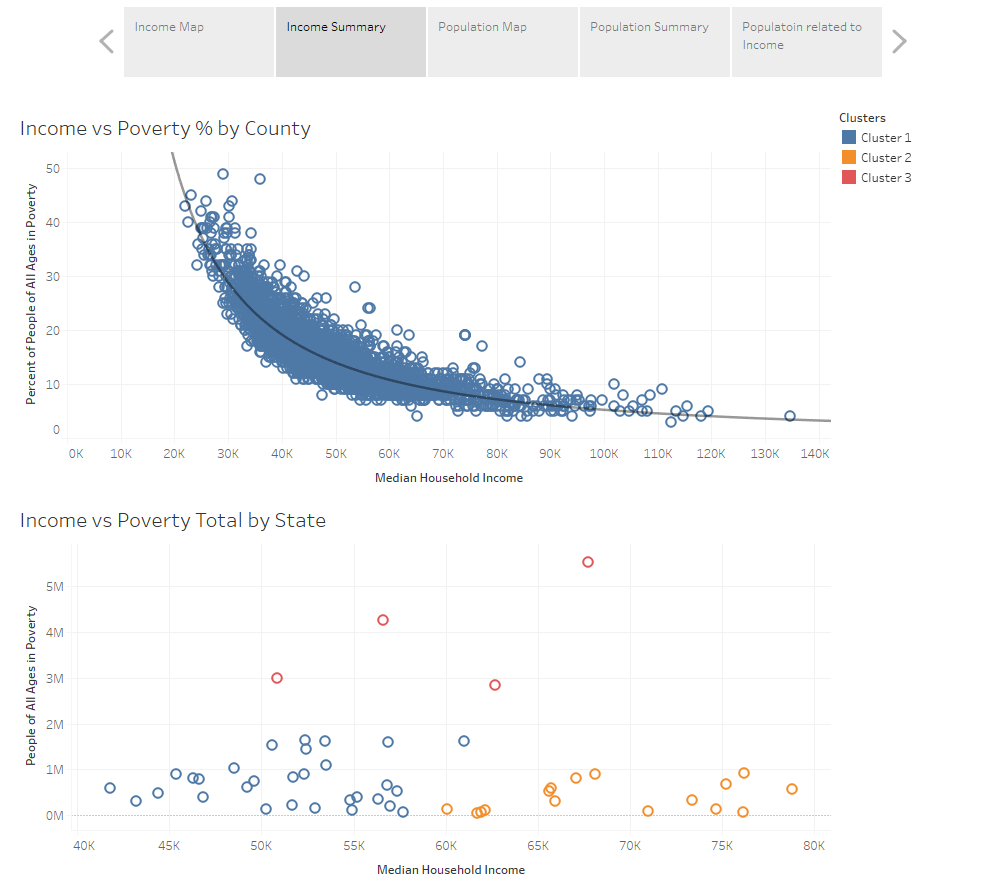 Income Map
Income Summary
Population Map
Population Summary
Populatoin related to
Income
Income vs Poverty % by County
Clusters
Cluster 1
Cluster 2
Cluster 3
Percent of People of All Ages in Poverty
50
40
30
20
10
0
0K 10K 20K 30K 40K 50K 60K 70K 80K 90K 100K 110K 120K 130K 140K
Median Household Income
Income vs Poverty Total by State
People of All Ages in Poverty
5M
4M
3M
2M
1M
0M
40K 45K 50K 55K 60K 65K 70K 75K 80K
Median Household Income